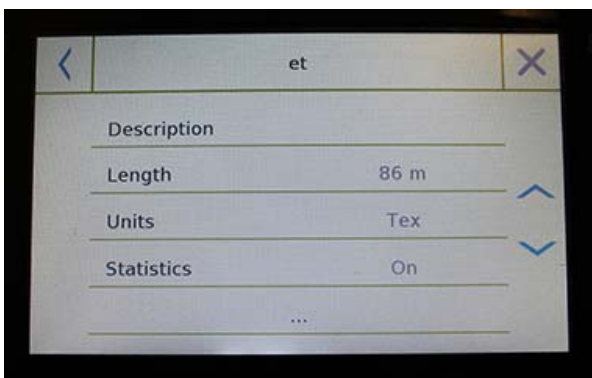 et
Description
Length 86 m
Units Tex
Statistics On
...